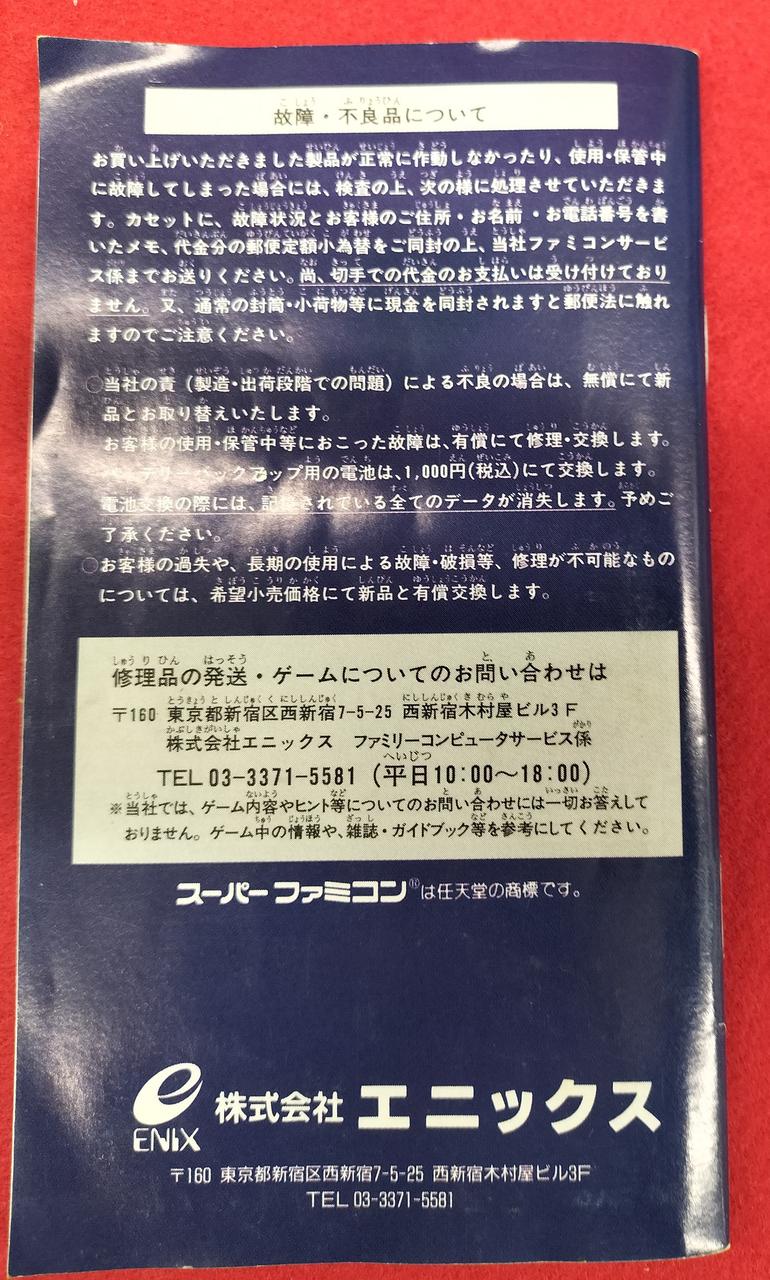 故障・不良品について
お買い上げいただきました製品が正常に作動しなかったり、使用・保管中
に故障してしまった場合には、検査の上、次の様に処理させていただきま
す。カセットに、故障状況とお客様のご住所・お名前・お電話番号を書
いたメモ、代金分の郵便定額小為替をご同封の上、当社ファミコンサービ
ス係までお送りください。尚、切手での代金のお支払いは受け付けており
ません。又、通常の封筒・小荷物等に現金を同封されますと郵便法に触れ
ますのでご注意ください。
○当社の責（製造・出荷段階での問題）による不良の場合は、無償にて新
品とお取り替えいたします。
お客様の使用・保管中等におこった故障は、有償にて修理・交換します。
バッテリーバックアップ用の電池は、1,000円(税込)にて交換します。
電池交換の際には、記録されている全てのデータが消失します。予めご
了承ください。
○お客様の過失や、長期の使用による故障・破損等、修理が不可能なもの
については、希望小売価格にて新品と有償交換します。
修理品の発送・ゲームについてのお問い合わせは
〒160 東京都新宿区西新宿7-5-25 西新宿木村屋ビル3F
株式会社エニックス ファミリーコンピュータサービス係
TEL 03-3371-5581（平日10:00〜18:00）
※当社では、ゲーム内容やヒント等についてのお問い合わせには一切お答えして
おりません。ゲーム中の情報や、雑誌・ガイドブック等を参考にしてください。
スーパーファミコン®は任天堂の商標です。
ENIX 株式会社 エニックス
〒160 東京都新宿区西新宿7-5-25 西新宿木村屋ビル3F
TEL 03-3371-5581